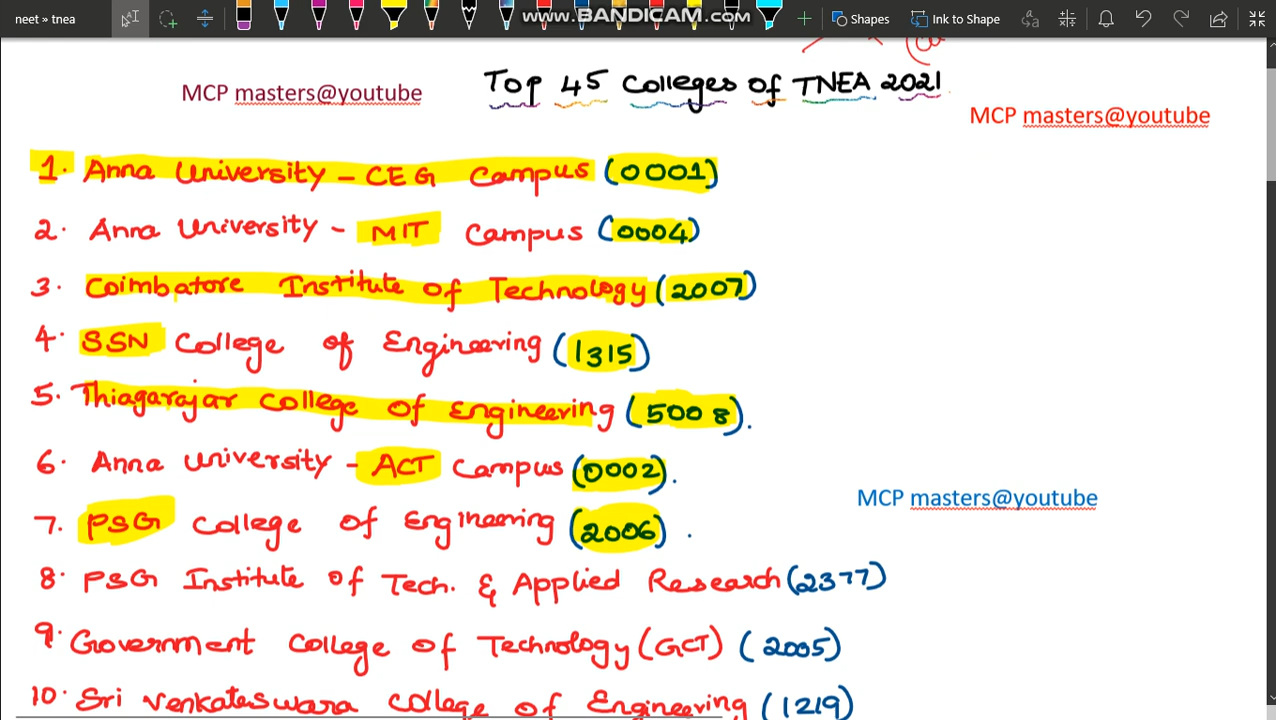 neet » tnea
WWW.BANDICAM.COM
Shapes
Ink to Shape
Top 45 Colleges of TNEA 2021
MCP masters@youtube
MCP masters@youtube
1. Anna University - CEG Campus (0001)
2. Anna University - MIT Campus (0004)
3. Coimbatore Institute of Technology (2007)
4. SSN College of Engineering (1315)
5. Thiagarajar College of Engineering (5008).
6. Anna University - ACT Campus (0002).
MCP masters@youtube
7. PSG College of Engineering (2006).
8. PSG Institute of Tech. & Applied Research (2377)
9. Government College of Technology (GCT) (2005)
10. Sri Venkateswara College of Engineering (1219)